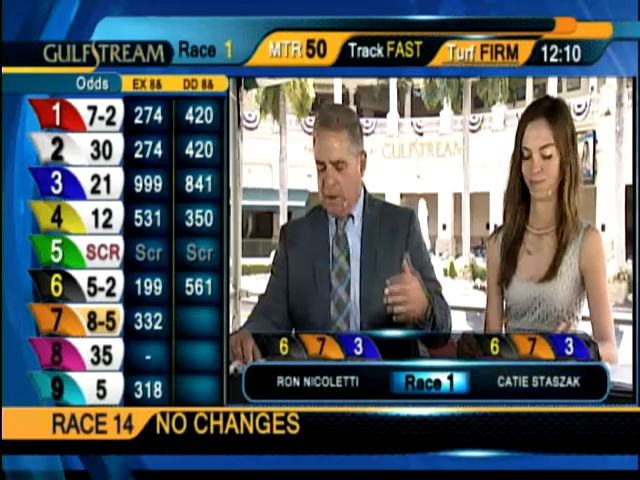 GULFSTREAM Race 1 MTR 50 Track FAST Turf FIRM 12:10
Odds EX 8& DD 8&
1 7-2 274 420
2 30 274 420
3 21 999 841
4 12 531 350
5 SCR Scr Scr
6 5-2 199 561
7 8-5 332
8 35 -
9 5 318
GULFSTREAM
6 7 3
6 7 3
RON NICOLETTI Race 1 CATIE STASZAK
RACE 14 NO CHANGES